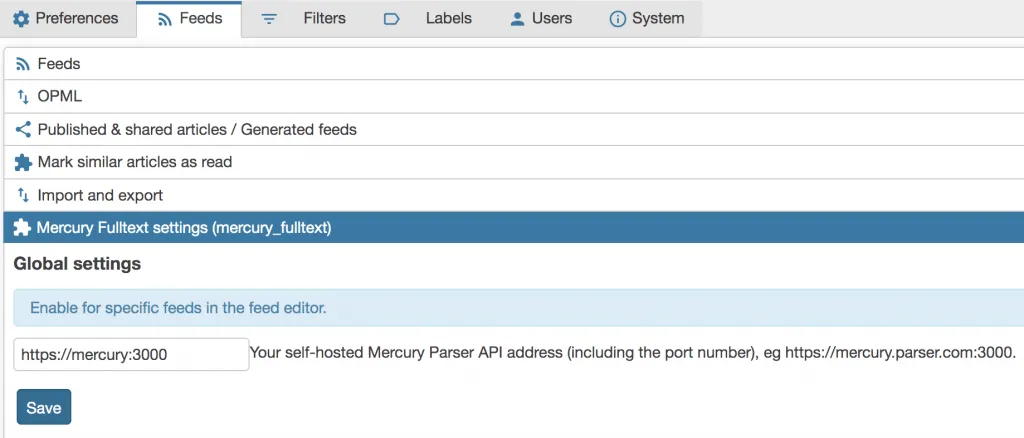 Preferences Feeds Filters Labels Users System
Feeds
OPML
Published & shared articles / Generated feeds
Mark similar articles as read
Import and export
Mercury Fulltext settings (mercury_fulltext)
Global settings
Enable for specific feeds in the feed editor.
https://mercury:3000 Your self-hosted Mercury Parser API address (including the port number), eg https://mercury.parser.com:3000.
Save